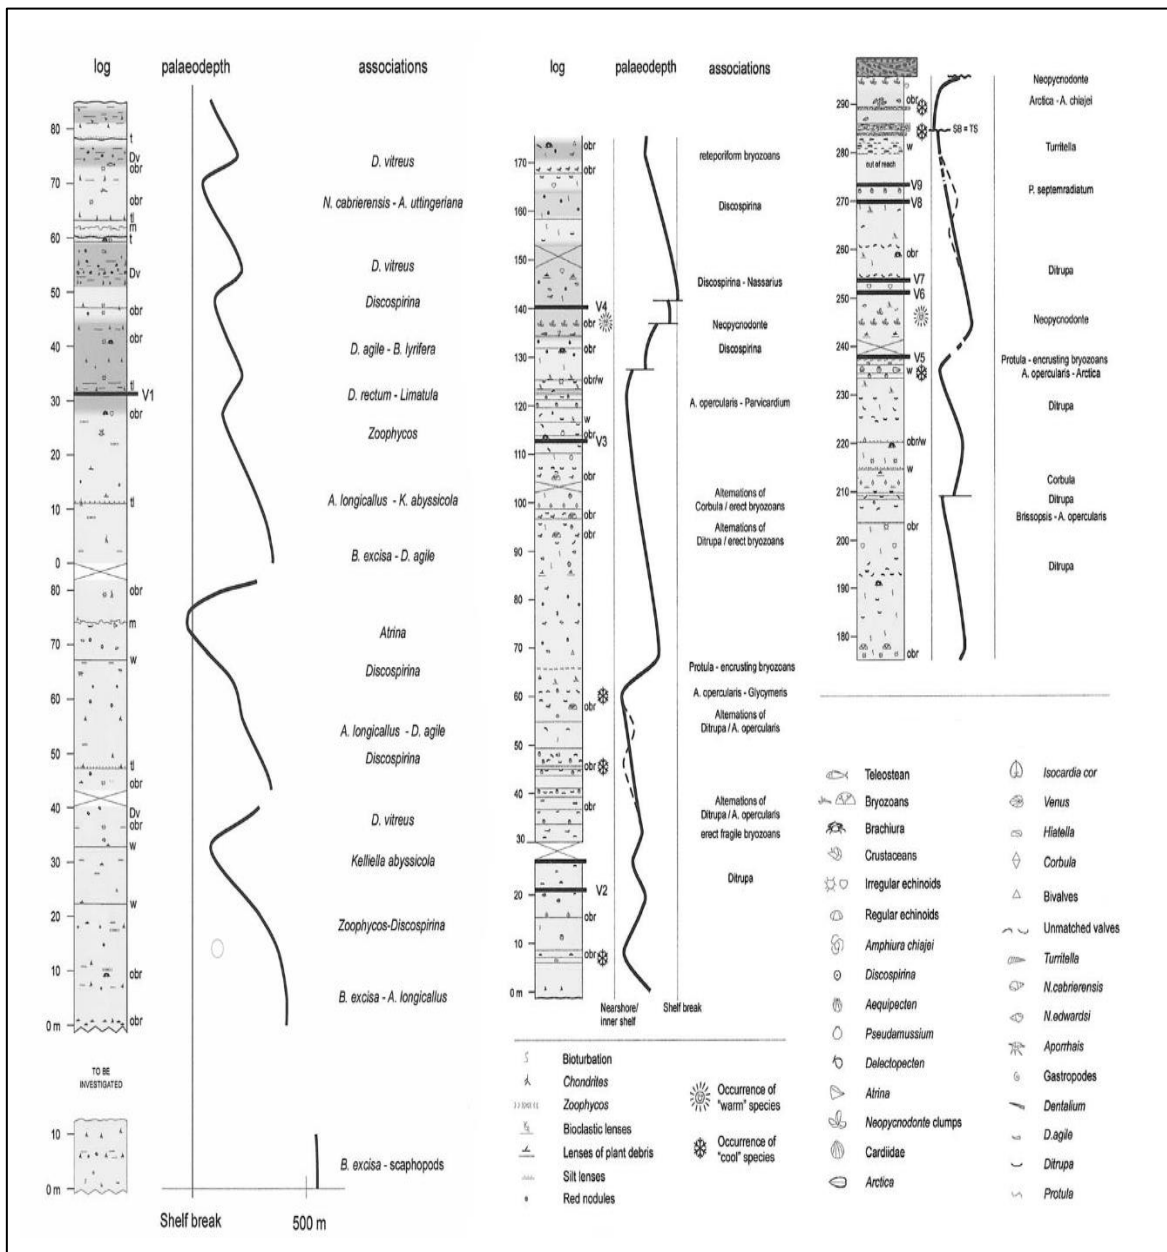 log palaeodepth associations
80
t
Dv
obr
D. vitreus
70
N. cabrierensis - A. uttingeriana
obr
tl
m
60
t
D. vitreus
Dv
50
Discospirina
obr
obr
40
D. agile - B. lyrifera
tl
V1
D. rectum - Limatula
30
obr
Zoophycos
20
A. longicallus - K. abyssicola
10
tl
B. excisa - D. agile
0
80
obr
m
Atrina
70
w
Discospirina
60
A. longicallus - D. agile
50
Discospirina
tl
obr
40
Dv
D. vitreus
obr
w
30
Kelliella abyssicola
w
20
Zoophycos-Discospirina
10
obr
B. excisa - A. longicallus
0 m
obr
TO BE
INVESTIGATED
10
B. excisa - scaphopods
0 m
Shelf break
500 m
log palaeodepth associations
obr
170
reteporiform bryozoans
obr
160
Discospirina
150
Discospirina - Nassarius
140
V4
obr
Neopycnodonte
130
obr
Discospirina
obr/w
120
A. opercularis - Parvicardium
w
obr
V3
110
obr
100
Alternations of
Corbula / erect bryozoans
obr
obr
Alternations of
Ditrupa / erect bryozoans
90
80
70
Protula - encrusting bryozoans
60
A. opercularis - Glycymeris
obr
Alternations of
Ditrupa / A. opercularis
50
obr
40
obr
Alternations of
Ditrupa / A. opercularis
30
erect fragile bryozoans
Ditrupa
20
V2
obr
10
obr
0 m
Nearshore/
inner shelf
Shelf break
Neopycnodonte
290
obr
Arctica - A. chiajei
SB = TS
280
w
Turritella
out of reach
V9
P. septemradiatum
270
V8
260
obr
Ditrupa
V7
250
V6
Neopycnodonte
240
V5
Protula - encrusting bryozoans
w
A. opercularis - Arctica
230
Ditrupa
220
obr/w
w
210
Corbula
Ditrupa
Brissopsis - A. opercularis
200
obr
Ditrupa
190
180
obr
Bioturbation
Chondrites
Zoophycos
Bioclastic lenses
Lenses of plant debris
Silt lenses
Red nodules
Occurrence of
"warm" species
Occurrence of
"cool" species
Teleostean
Bryozoans
Brachiura
Crustaceans
Irregular echinoids
Regular echinoids
Amphiura chiajei
Discospirina
Aequipecten
Pseudamussium
Delectopecten
Atrina
Neopycnodonte clumps
Cardiidae
Arctica
Isocardia cor
Venus
Hiatella
Corbula
Bivalves
Unmatched valves
Turritella
N.cabrierensis
N.edwardsi
Aporrhais
Gastropodes
Dentalium
D.agile
Ditrupa
Protula